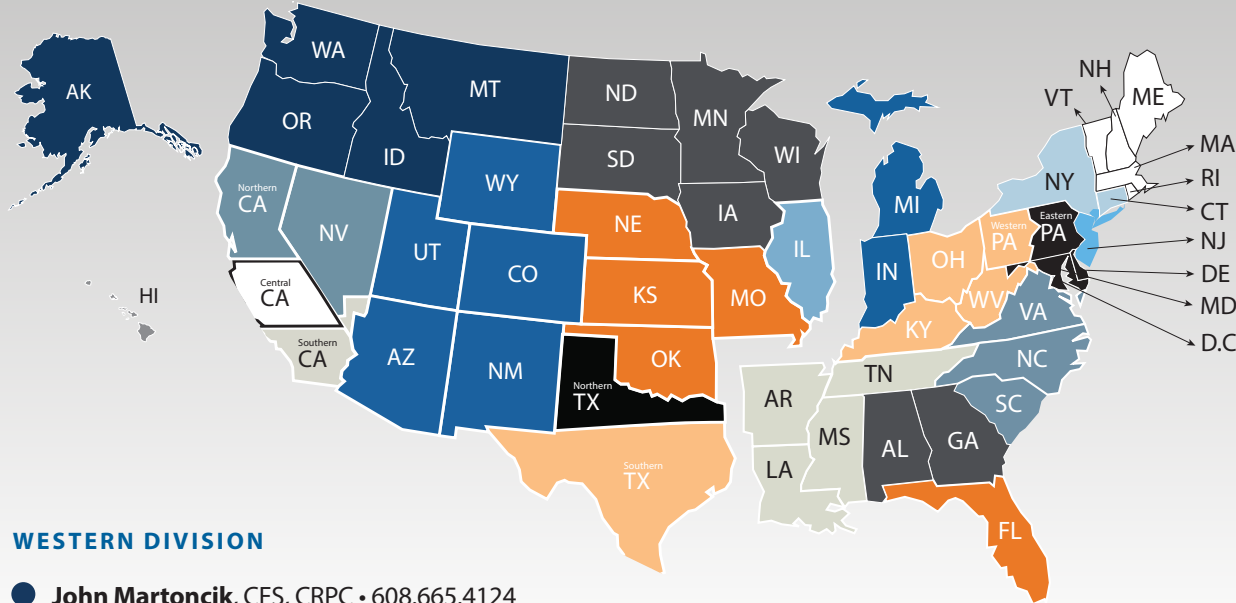 AK
WA
OR
MT
ID
WY
ND
SD
MN
WI
IA
NE
KS
MO
OK
IL
MI
IN
OH
KY
WV
Western
PA
Eastern
PA
NY
VT
NH
ME
MA
RI
CT
NJ
DE
MD
D.C
VA
NC
SC
TN
GA
AL
MS
AR
LA
FL
Northern
CA
NV
UT
CO
Central
CA
Southern
CA
AZ
NM
Northern
TX
Southern
TX
HI
WESTERN DIVISION
John Martoncik, CFS, CRPC • 608.665.4124